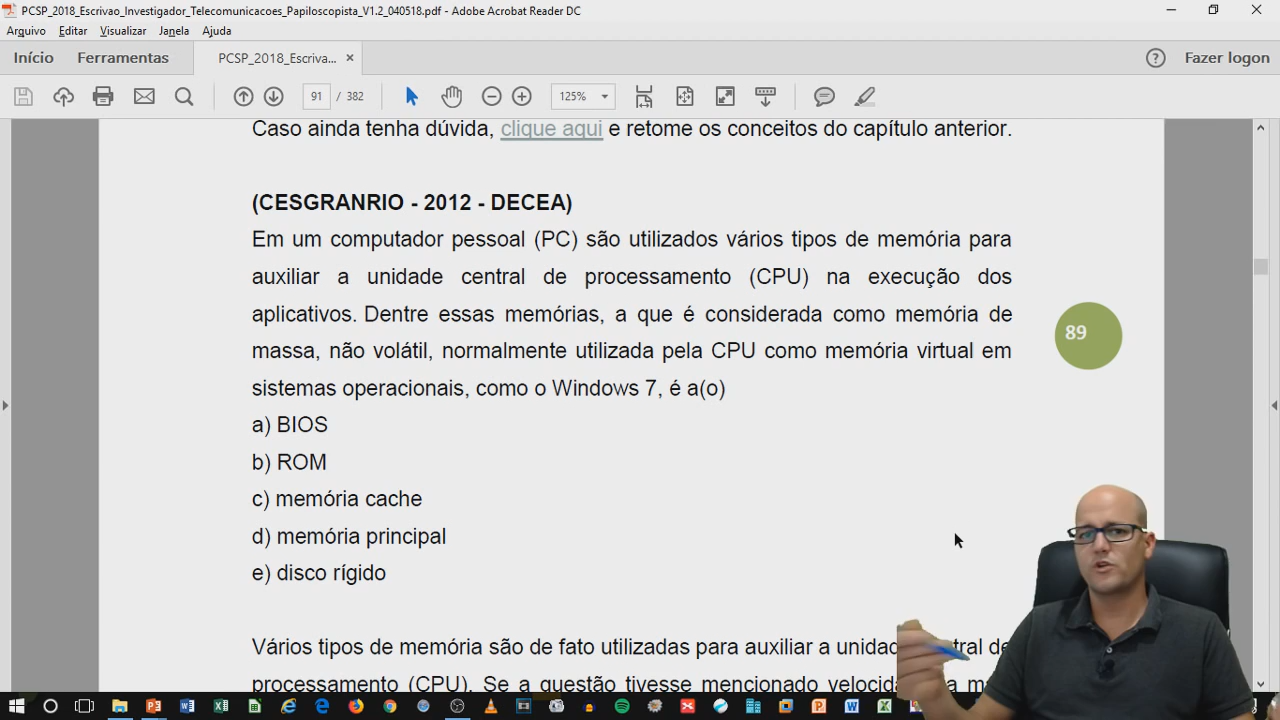 PCSP_2018_Escrivao_Investigador_Telecomunicacoes_Papiloscopista_V1.2_040518.pdf - Adobe Acrobat Reader DC
Arquivo Editar Visualizar Janela Ajuda
Início Ferramentas PCSP_2018_Escriva... × Fazer logon
91 / 382 125%
Caso ainda tenha dúvida, clique aqui e retome os conceitos do capítulo anterior.
(CESGRANRIO - 2012 - DECEA)
Em um computador pessoal (PC) são utilizados vários tipos de memória para
auxiliar a unidade central de processamento (CPU) na execução dos
aplicativos. Dentre essas memórias, a que é considerada como memória de
massa, não volátil, normalmente utilizada pela CPU como memória virtual em
sistemas operacionais, como o Windows 7, é a(o)
89
a) BIOS
b) ROM
c) memória cache
d) memória principal
e) disco rígido
Vários tipos de memória são de fato utilizadas para auxiliar a unidade central de
processamento (CPU). Se a questão tivesse mencionado